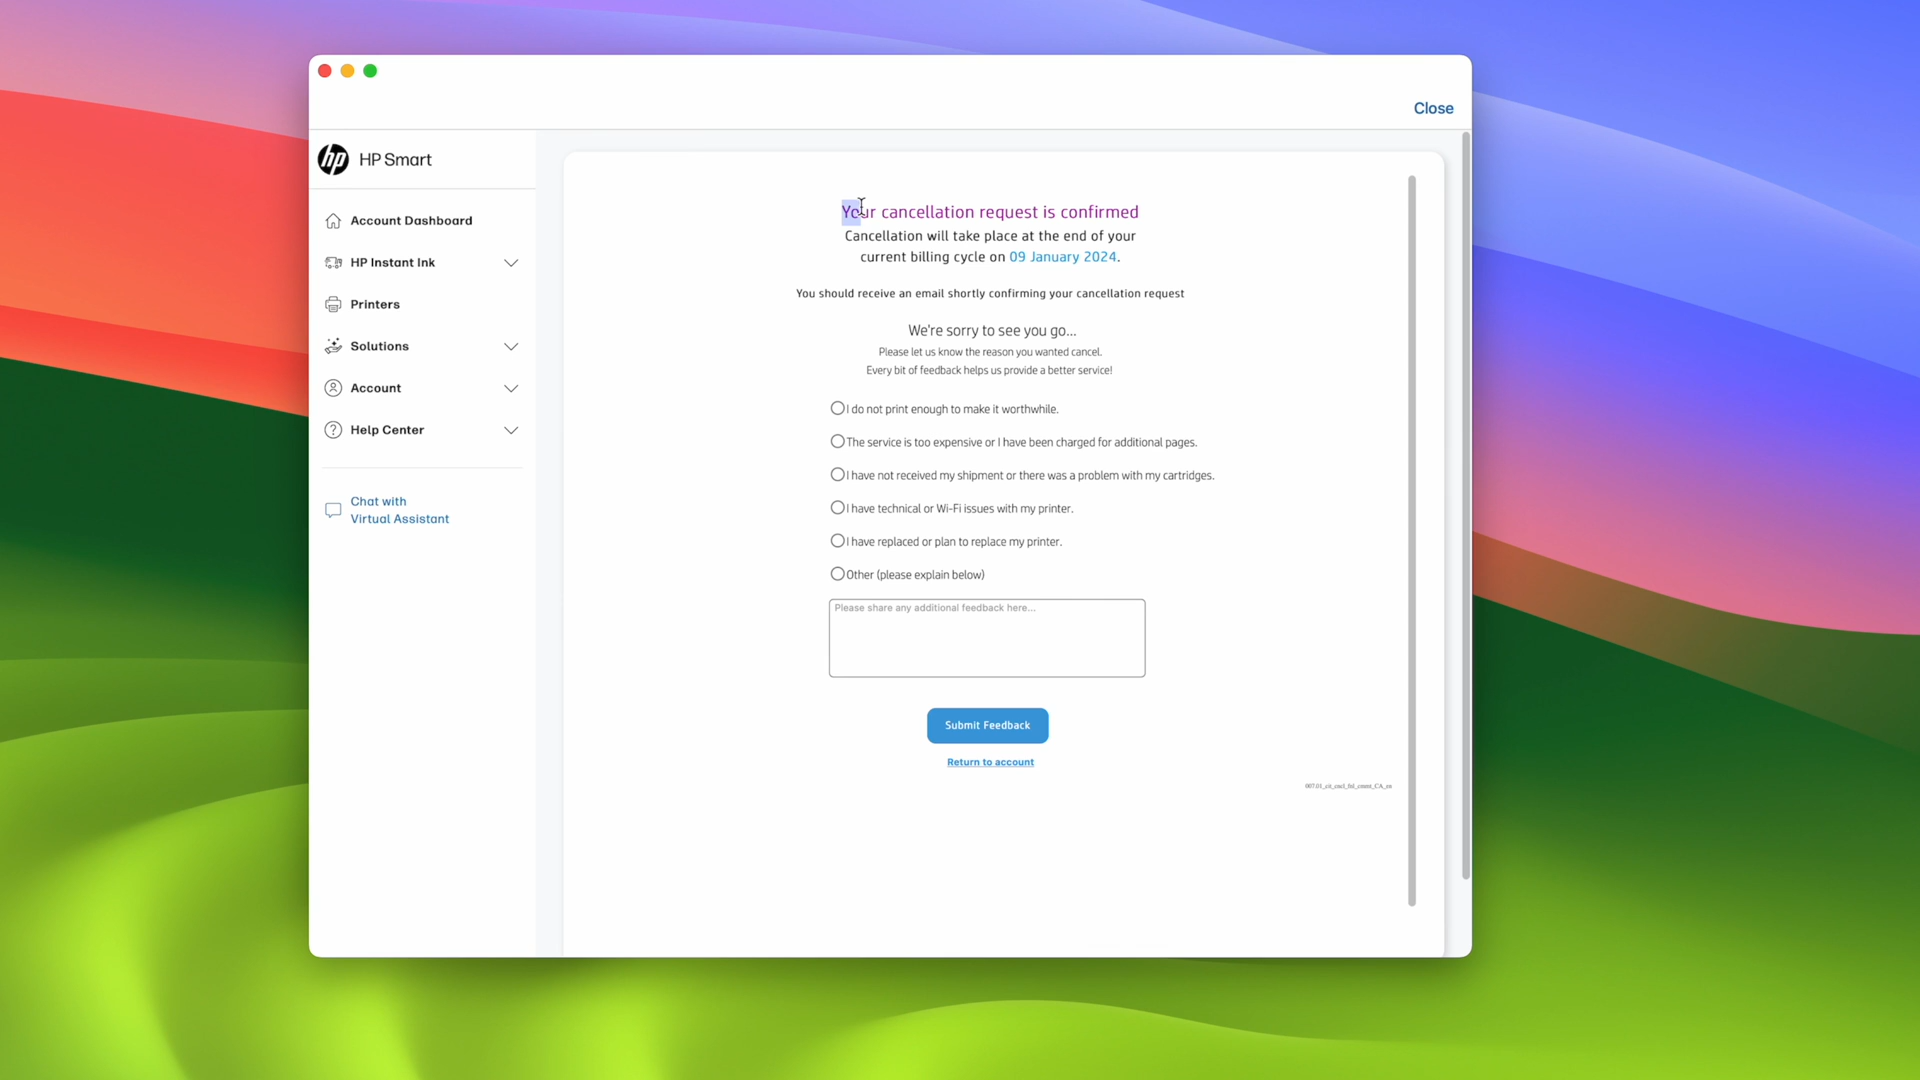 Close
hp HP Smart
Account Dashboard
HP Instant Ink
Printers
Solutions
Account
Help Center
Chat with
Virtual Assistant
Your cancellation request is confirmed
Cancellation will take place at the end of your
current billing cycle on 09 January 2024.
You should receive an email shortly confirming your cancellation request
We're sorry to see you go...
Please let us know the reason you wanted cancel.
Every bit of feedback helps us provide a better service!
I do not print enough to make it worthwhile.
The service is too expensive or I have been charged for additional pages.
I have not received my shipment or there was a problem with my cartridges.
I have technical or Wi-Fi issues with my printer.
I have replaced or plan to replace my printer.
Other (please explain below)
Please share any additional feedback here...
Submit Feedback
Return to account